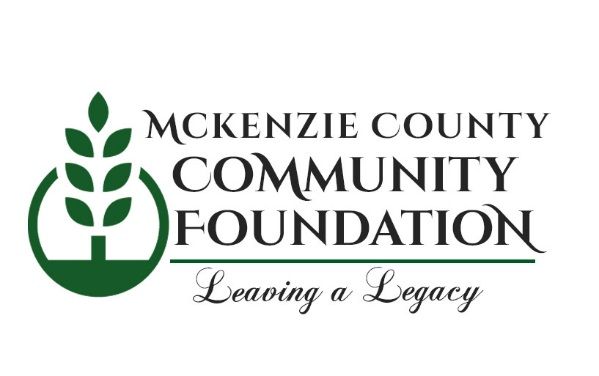 MCKENZIE COUNTY
COMMUNITY
FOUNDATION
Leaving a Legacy